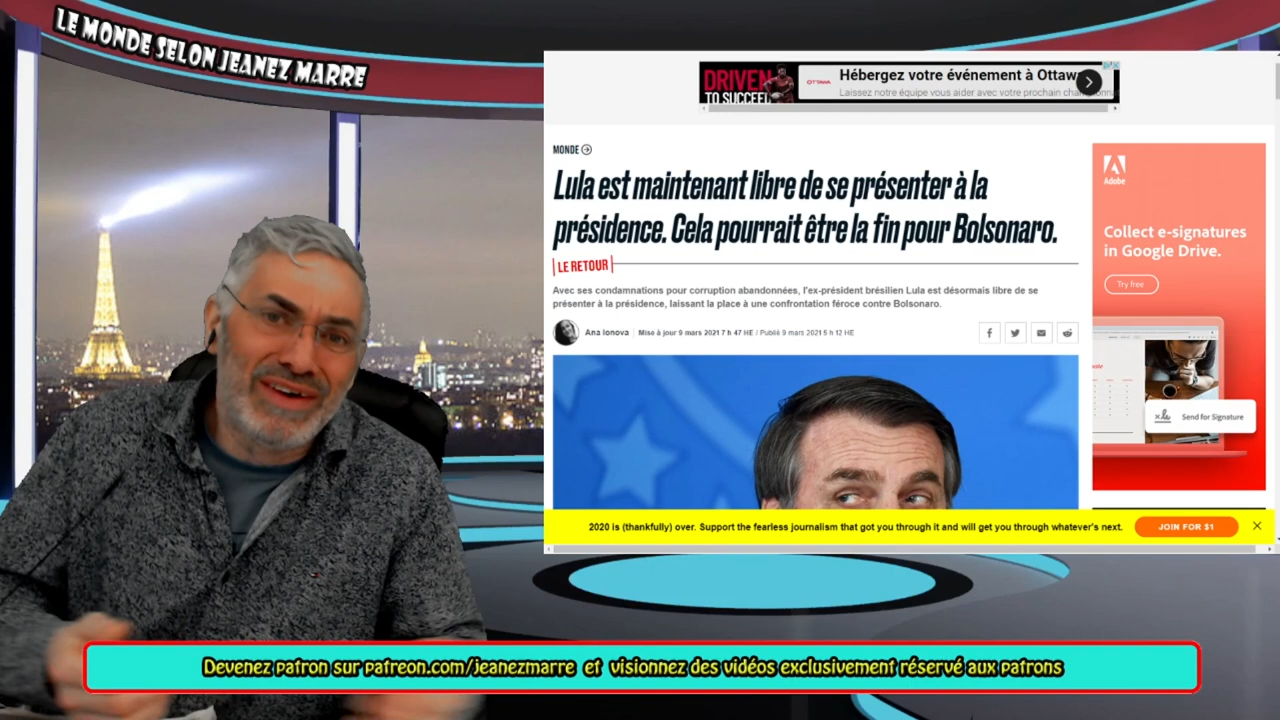 LE MONDE SELON JEANEZ MARRE
DRIVEN
TO SUCCEED
OTTAWA
Hébergez votre événement à Ottaw
Laissez notre équipe vous aider avec votre prochain championna
MONDE
Lula est maintenant libre de se présenter à la
présidence. Cela pourrait être la fin pour Bolsonaro.
LE RETOUR
Avec ses condamnations pour corruption abandonnées, l'ex-président brésilien Lula est désormais libre de se
présenter à la présidence, laissant la place à une confrontation féroce contre Bolsonaro.
Ana Ionova | Mise à jour 9 mars 2021 7 h 47 HE / Publié 9 mars 2021 5 h 12 HE
Adobe
Collect e-signatures
in Google Drive.
Try free
Send for Signature
2020 is (thankfully) over. Support the fearless journalism that got you through it and will get you through whatever's next.
JOIN FOR $1
Devenez patron sur patreon.com/jeanezmarre et visionnez des vidéos exclusivement réservé aux patrons